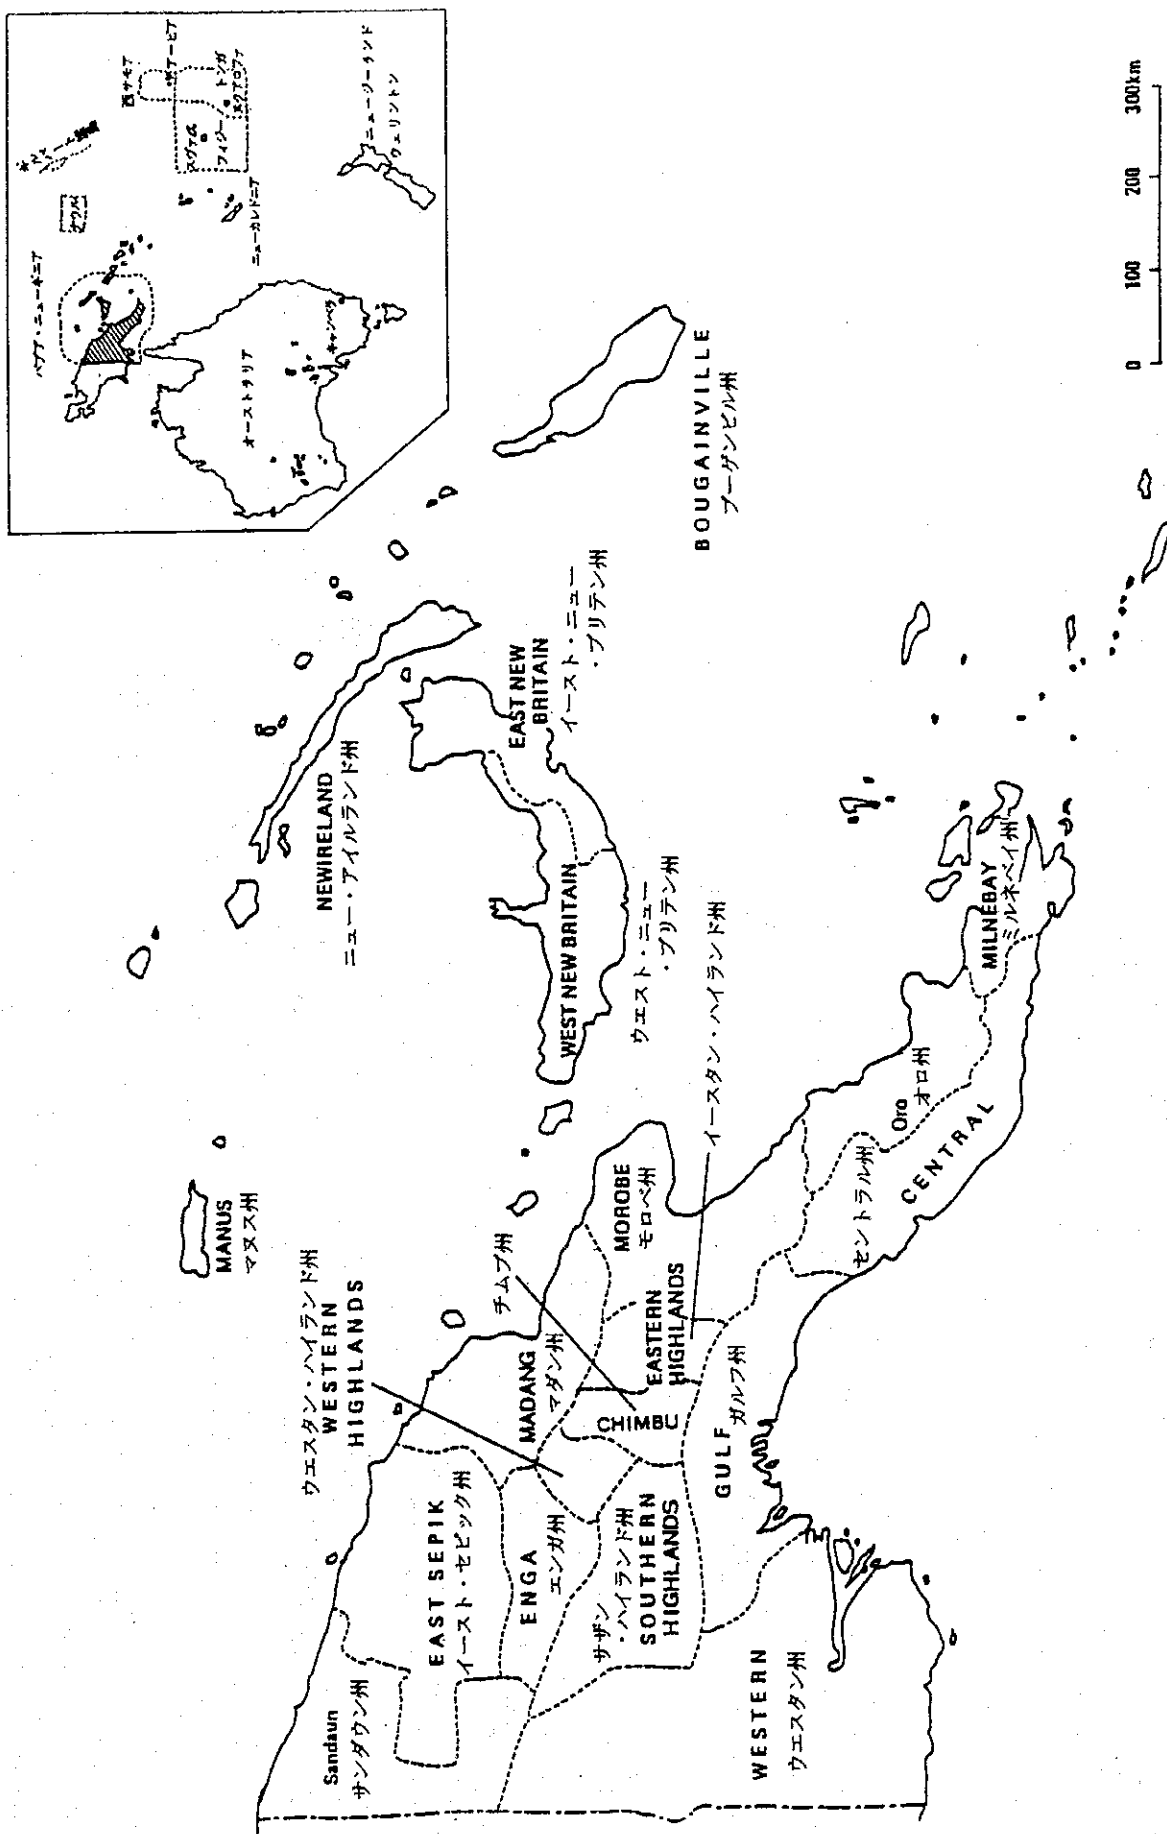 パプア・ニューギニア
オーストラリア
キャンベラ
ニューカレドニア
スヴァ
フィジー
西サモア
トンガ
ニュージーランド
ウェリントン
MANUS
マヌス州
NEWIRELAND
ニュー・アイルランド州
EAST NEW
BRITAIN
イースト・ニュー
・ブリテン州
WEST NEW BRITAIN
ウエスト・ニュー
・ブリテン州
BOUGAINVILLE
ブーゲンビル州
ウエスタン・ハイランド州
WESTERN
HIGHLANDS
チムブ州
Sandaun
サンダウン州
EAST SEPIK
イースト・セピック州
MADANG
マダン州
ENGA
エンガ州
CHIMBU
MOROBE
モロベ州
EASTERN
HIGHLANDS
イースタン・ハイランド州
サザン
・ハイランド州
SOUTHERN
HIGHLANDS
GULF
ガルフ州
WESTERN
ウエスタン州
セントラル州
CENTRAL
Oro
オロ州
MILNEBAY
ミルネベイ州
0 100 200 300km